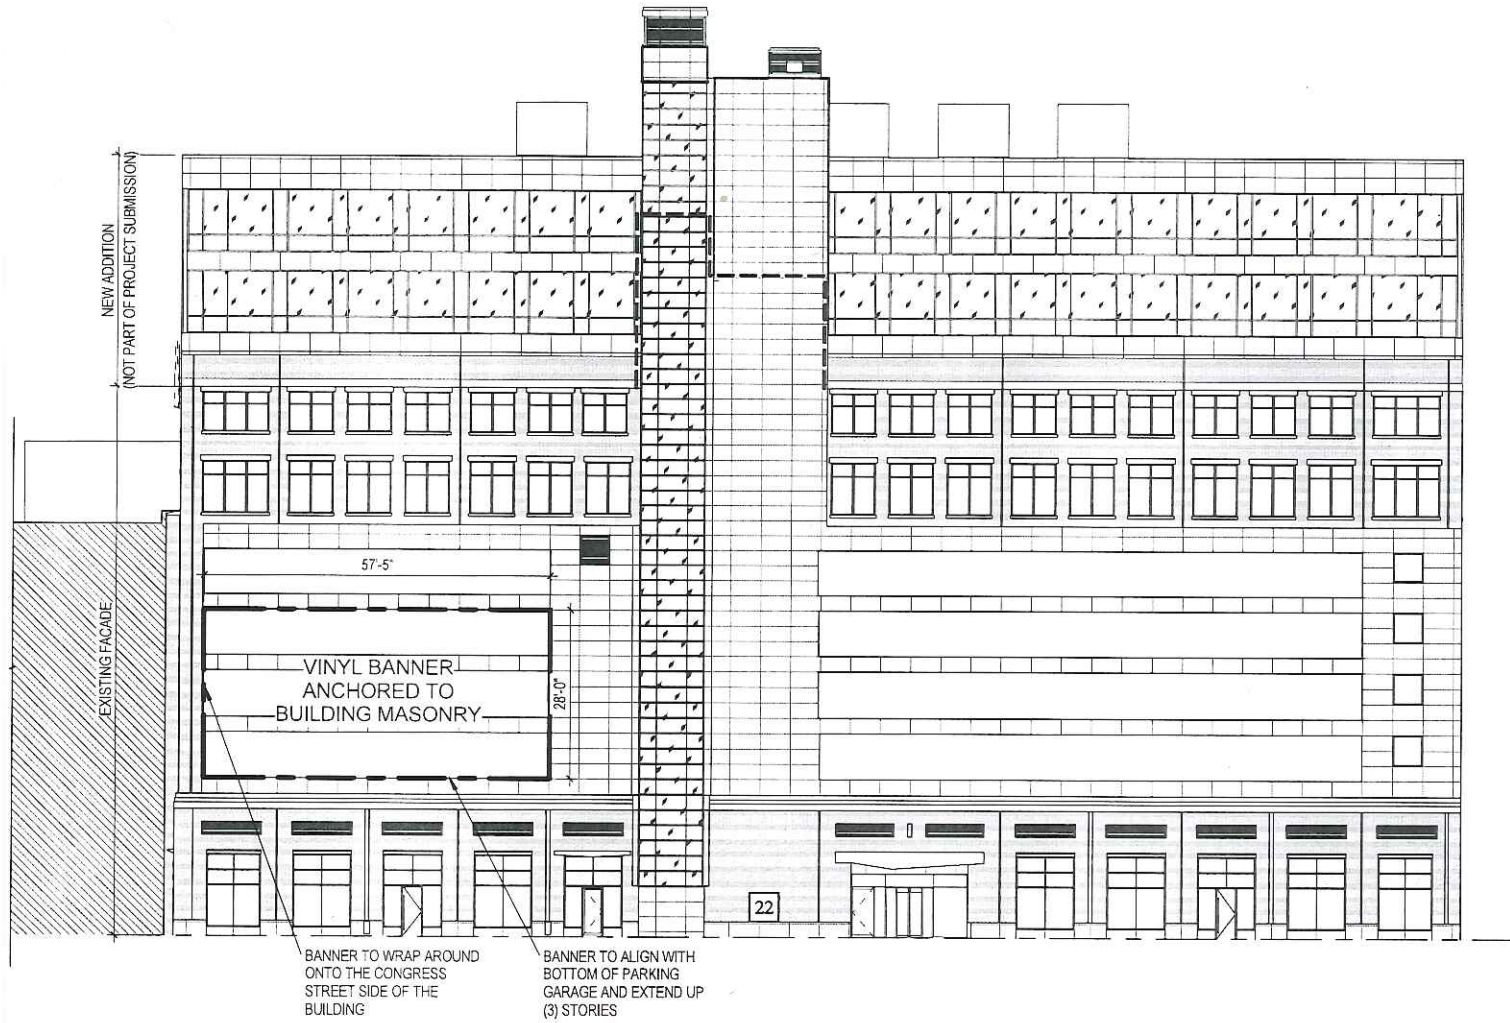 NEW ADDITION
(NOT PART OF PROJECT SUBMISSION)
EXISTING FACADE
57'-5"
28'-0"
VINYL BANNER
ANCHORED TO
BUILDING MASONRY
22
BANNER TO WRAP AROUND
ONTO THE CONGRESS
STREET SIDE OF THE
BUILDING
BANNER TO ALIGN WITH
BOTTOM OF PARKING
GARAGE AND EXTEND UP
(3) STORIES